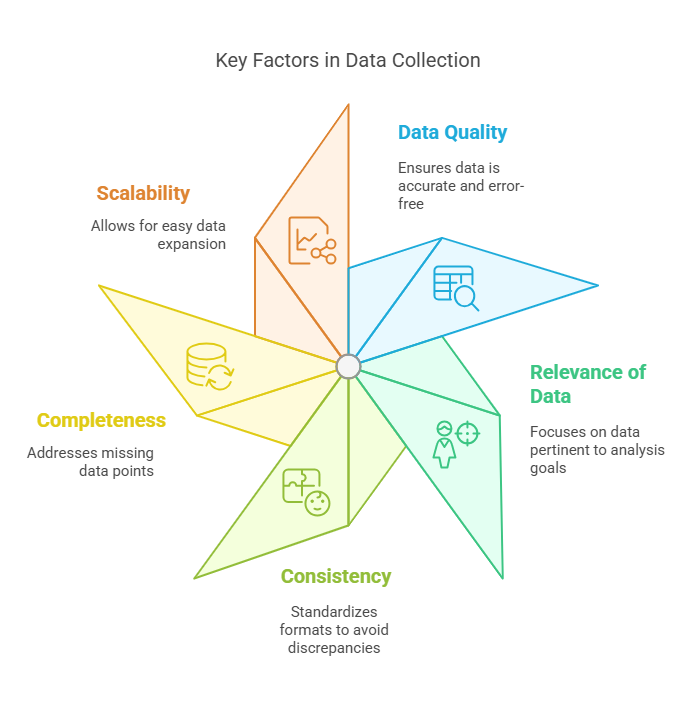 Key Factors in Data Collection
Data Quality
Ensures data is
accurate and error-
free
Scalability
Allows for easy data
expansion
Relevance of
Data
Focuses on data
pertinent to analysis
goals
Completeness
Addresses missing
data points
Consistency
Standardizes
formats to avoid
discrepancies